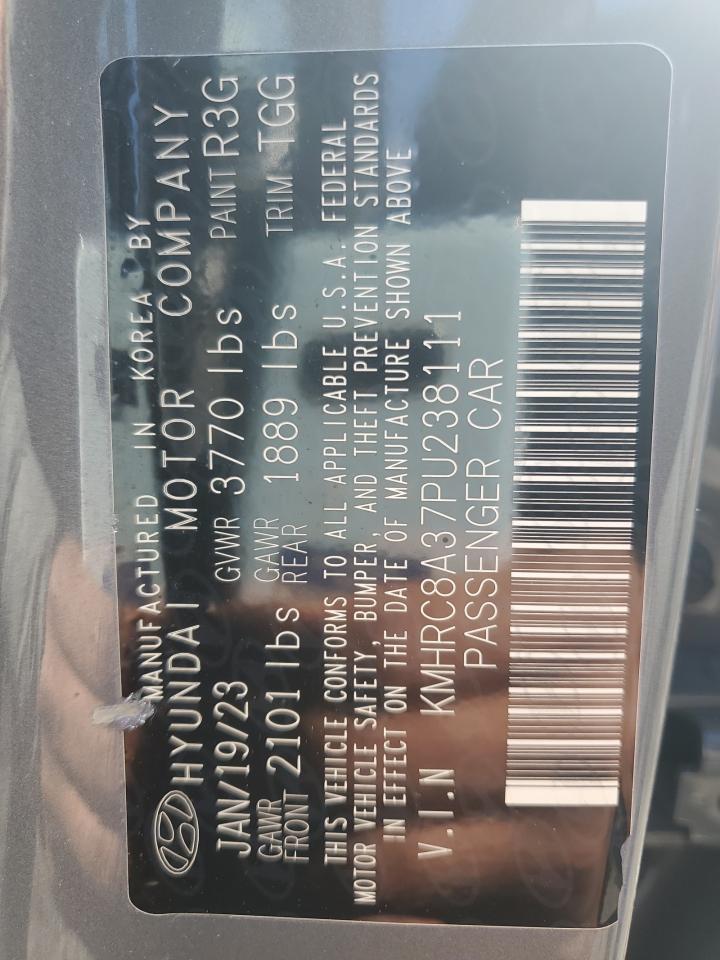 MANUFACTURED IN KOREA BY
HYUNDAI MOTOR COMPANY
JAN/19/23 GVWR 3770 lbs PAINT R3G
GAWR FRONT 2101 lbs GAWR REAR 1889 lbs TRIM TGG
THIS VEHICLE CONFORMS TO ALL APPLICABLE U.S.A. FEDERAL
MOTOR VEHICLE SAFETY, BUMPER, AND THEFT PREVENTION STANDARDS
IN EFFECT ON THE DATE OF MANUFACTURE SHOWN ABOVE
V.I.N KMHRC8A37PU238111
PASSENGER CAR